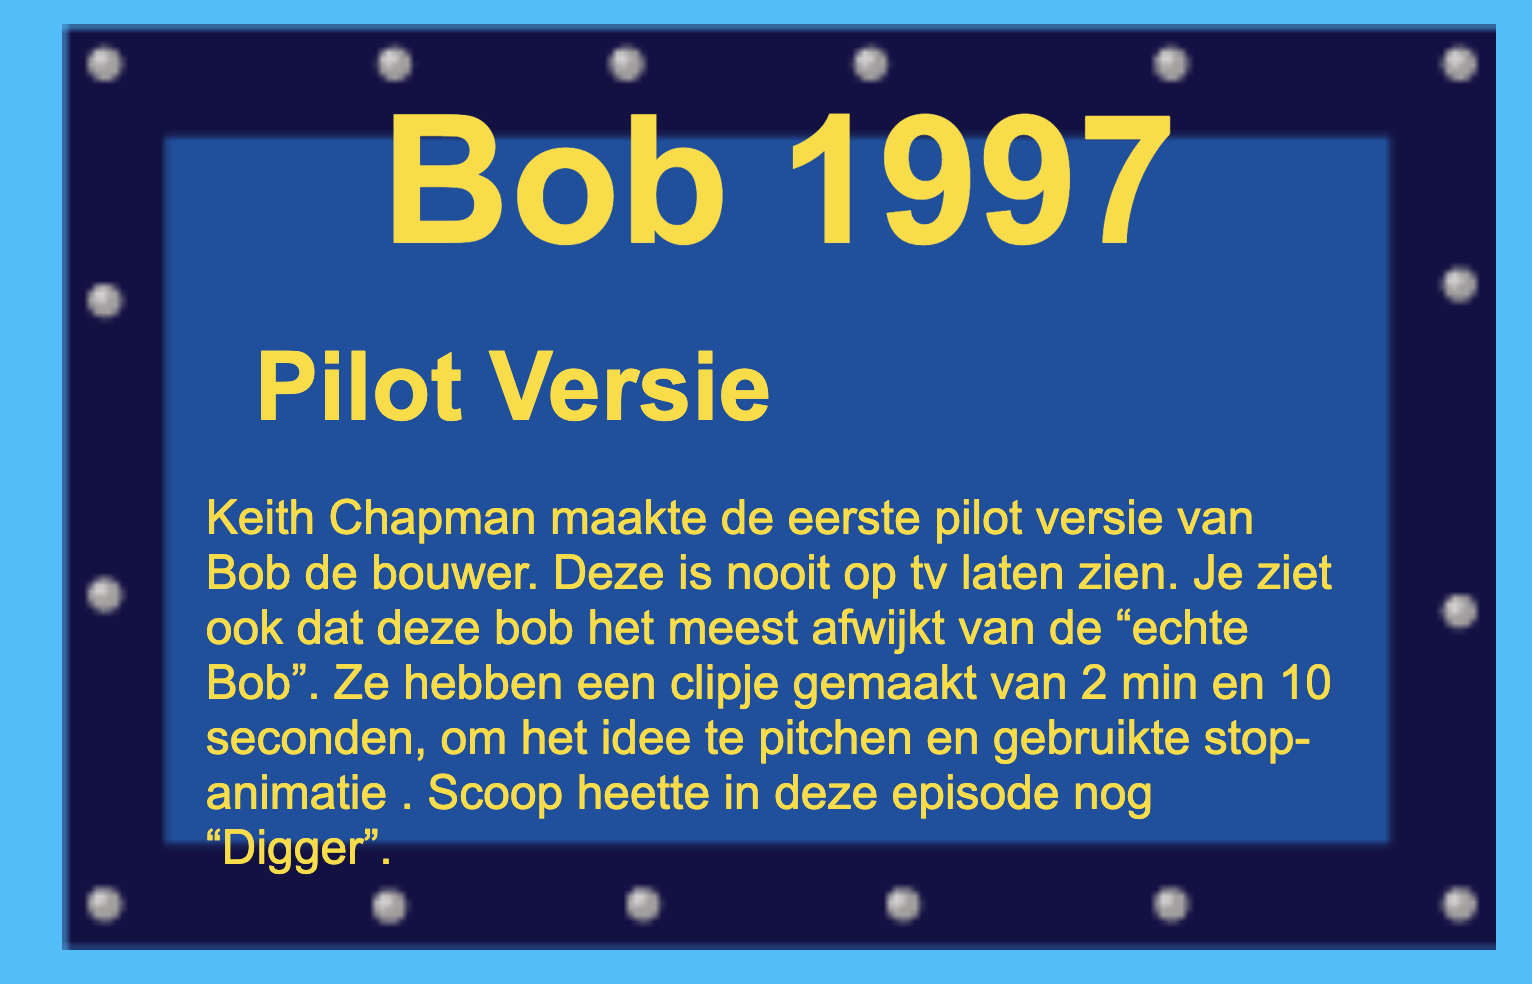 Bob 1997
Pilot Versie
Keith Chapman maakte de eerste pilot versie van
Bob de bouwer. Deze is nooit op tv laten zien. Je ziet
ook dat deze bob het meest afwijkt van de “echte
Bob”. Ze hebben een clipje gemaakt van 2 min en 10
seconden, om het idee te pitchen en gebruikte stop-
animatie . Scoop heette in deze episode nog
“Digger”.